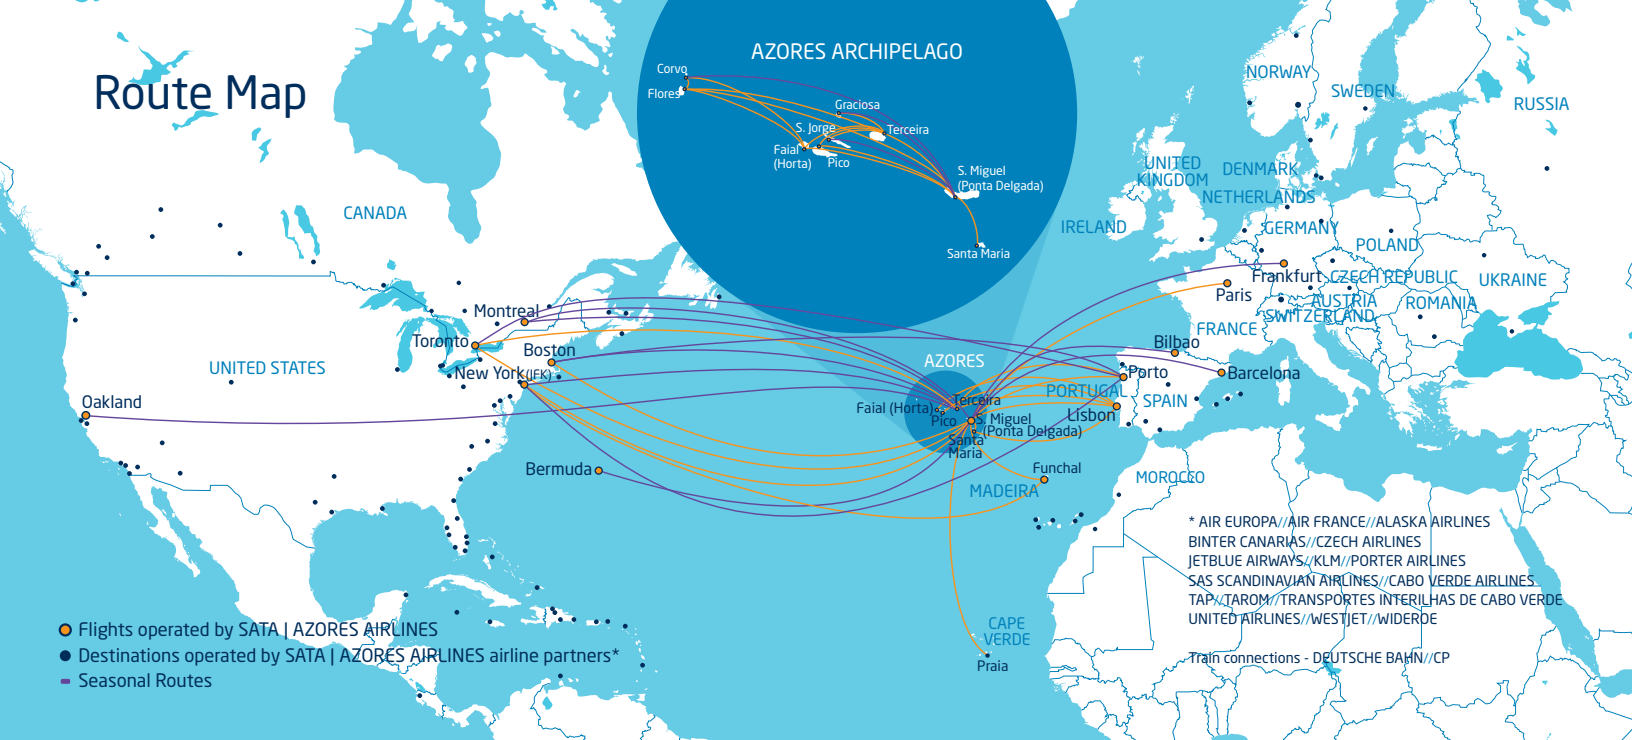 Route Map
AZORES ARCHIPELAGO
Corvo
Flores
Graciosa
S. Jorge
Terceira
Faial
(Horta)
Pico
S. Miguel
(Ponta Delgada)
Santa Maria
NORWAY
SWEDEN
RUSSIA
UNITED
KINGDOM
DENMARK
NETHERLANDS
IRELAND
GERMANY
POLAND
CANADA
Frankfurt
CZECH REPUBLIC
UKRAINE
Paris
AUSTRIA
ROMANIA
SWITZERLAND
FRANCE
Montreal
Toronto
Boston
New York (JFK)
UNITED STATES
Oakland
Bermuda
Bilbao
Porto
Barcelona
PORTUGAL
SPAIN
Lisbon
AZORES
Terceira
Faial (Horta)
Pico
S. Miguel
(Ponta Delgada)
Santa
Maria
Funchal
MADEIRA
MOROCCO
CAPE
VERDE
Praia
* AIR EUROPA//AIR FRANCE//ALASKA AIRLINES
BINTER CANARIAS//CZECH AIRLINES
JETBLUE AIRWAYS//KLM//PORTER AIRLINES
SAS SCANDINAVIAN AIRLINES//CABO VERDE AIRLINES
TAP//TAROM//TRANSPORTES INTERILHAS DE CABO VERDE
UNITED AIRLINES//WESTJET//WIDEROE
Train connections - DEUTSCHE BAHN//CP
Flights operated by SATA | AZORES AIRLINES
Destinations operated by SATA | AZORES AIRLINES airline partners*
Seasonal Routes